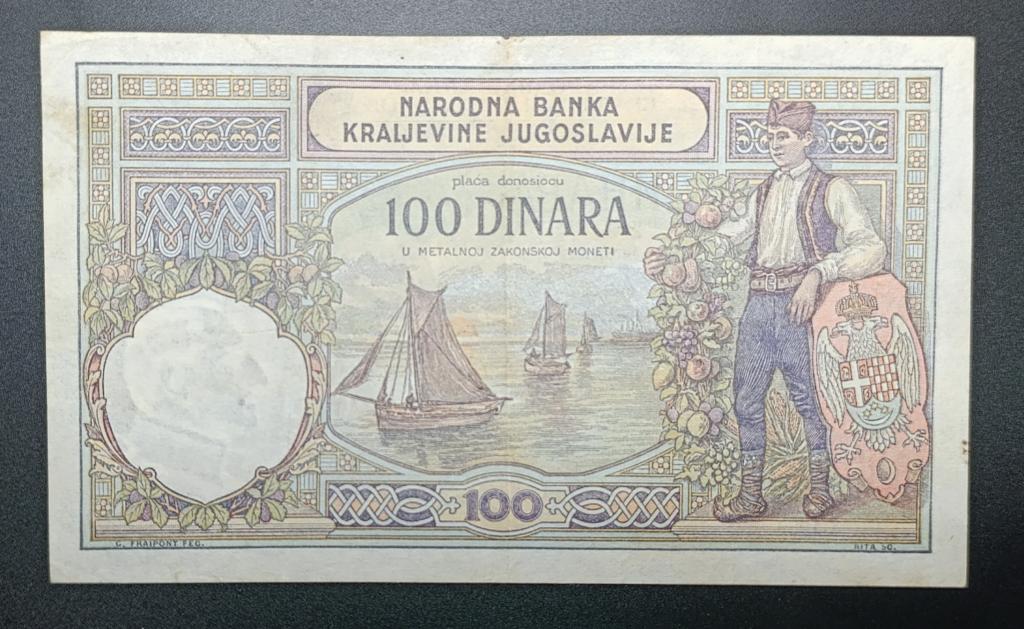 NARODNA BANKA
KRALJEVINE JUGOSLAVIJE
plaća donosiocu
100 DINARA
U METALNOJ ZAKONSKOJ MONETI
100
G. FRAIPONT FEC.
RITA SC.